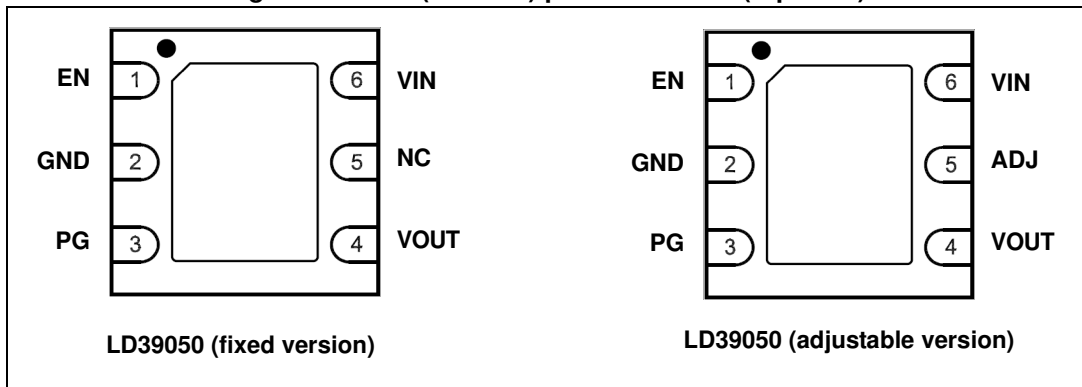 EN 1 6 VIN
GND 2 5 NC
PG 3 4 VOUT
LD39050 (fixed version)
EN 1 6 VIN
GND 2 5 ADJ
PG 3 4 VOUT
LD39050 (adjustable version)